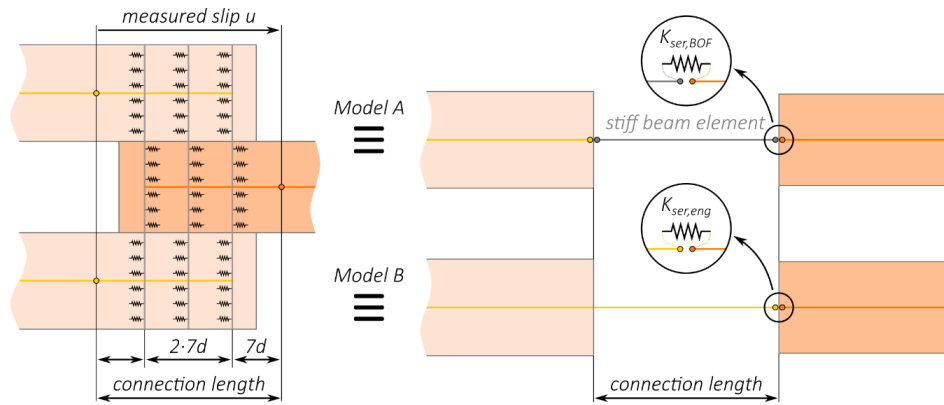 measured slip u
2·7d
7d
connection length
Model A
Model B
K_ser,BOF
stiff beam element
K_ser,eng
connection length